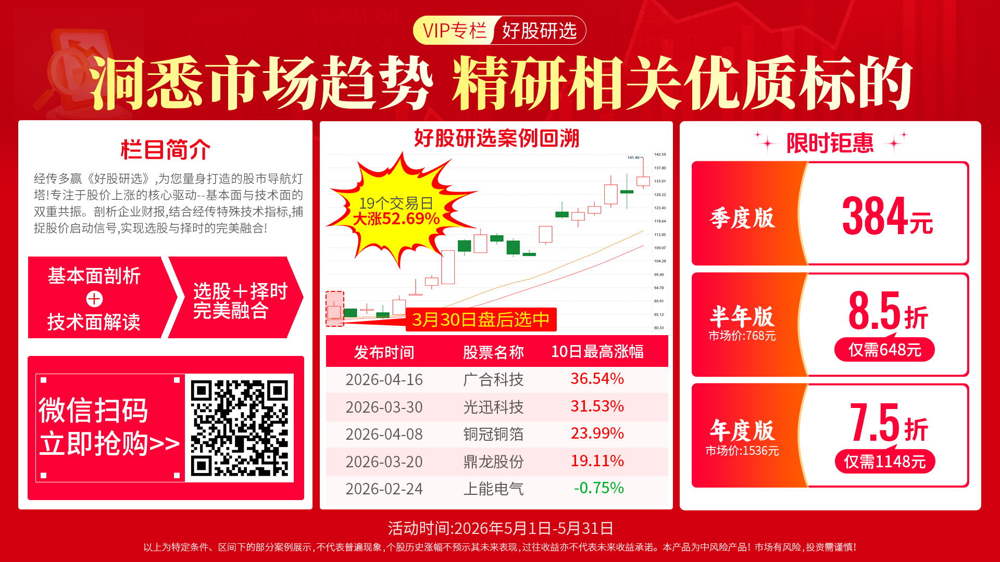 VIP专栏 好股研选
洞悉市场趋势 精研相关优质标的
栏目简介
经传多赢《好股研选》,为您量身打造的股市导航灯
塔!专注于股价上涨的核心驱动--基本面与技术面的
双重共振。剖析企业财报,结合经传特殊技术指标,捕
捉股价启动信号,实现选股与择时的完美融合!
基本面剖析
⊕
技术面解读
选股+择时
完美融合
微信扫码
立即抢购>>
好股研选案例回溯
19个交易日
大涨52.69%
141.46
142.59
137.80
133.01
128.22
123.43
118.64
113.85
109.07
104.28
99.49
94.70
89.91
85.12
80.33
3月30日盘后选中
发布时间 股票名称 10日最高涨幅
2026-04-16 广合科技 36.54%
2026-03-30 光迅科技 31.53%
2026-04-08 铜冠铜箔 23.99%
2026-03-20 鼎龙股份 19.11%
2026-02-24 上能电气 -0.75%
限时钜惠
季度版
384元
半年版
市场价:768元
8.5折
仅需648元
年度版
市场价:1536元
7.5折
仅需1148元
活动时间:2026年5月1日-5月31日
以上为特定条件、区间下的部分案例展示,不代表普遍现象,个股历史涨幅不预示其未来表现,过往收益亦不代表未来收益承诺。本产品为中风险产品!市场有风险,投资需谨慎!